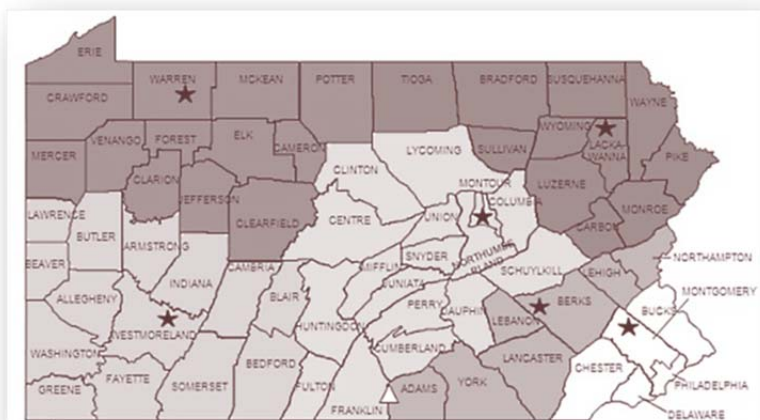 ERIE
WARREN
MCKEAN
POTTER
TIOGA
BRADFORD
SUSQUEHANNA
CRAWFORD
WAYNE
WYOMING
VENANGO
FOREST
ELK
CAMERON
LYCOMING
SULLIVAN
LACKA-
WANNA
MERCER
PIKE
CLINTON
CLARION
MONTOUR
LUZERNE
JEFFERSON
COLUMBIA
MONROE
LAWRENCE
CENTRE
UNION
CLEARFIELD
CARBON
BUTLER
ARMSTRONG
NORTHUMBE
RLAND
SNYDER
NORTHAMPTON
BEAVER
CAMBRIA
MIFFLIN
SCHUYLKILL
LEHIGH
INDIANA
JUNIATA
MONTGOMERY
ALLEGHENY
BLAIR
PERRY
DAUPHIN
BERKS
BUCKS
LEBANON
HUNTINGDON
WESTMORELAND
CUMBERLAND
WASHINGTON
LANCASTER
BEDFORD
CHESTER
FAYETTE
YORK
GREENE
SOMERSET
FULTON
ADAMS
PHILADELPHIA
FRANKLIN
DELAWARE